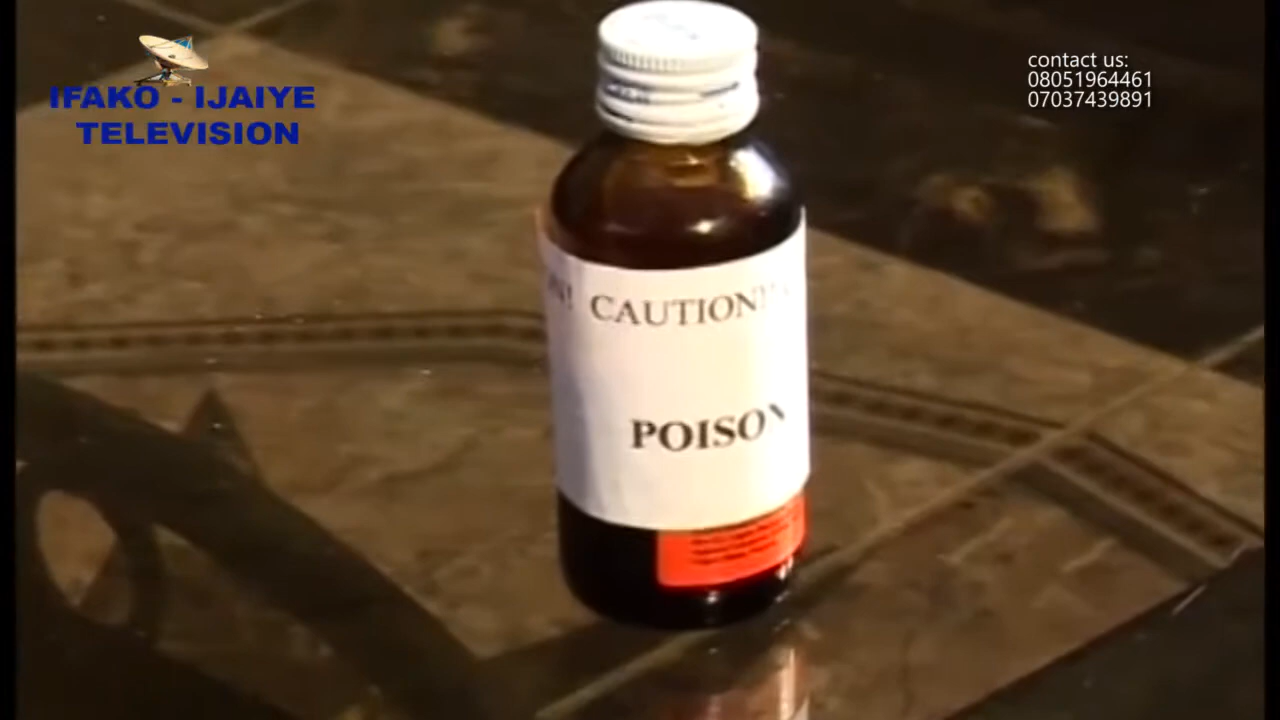 IFAKO - IJAIYE
TELEVISION
contact us:
08051964461
07037439891
CAUTION!
POISON